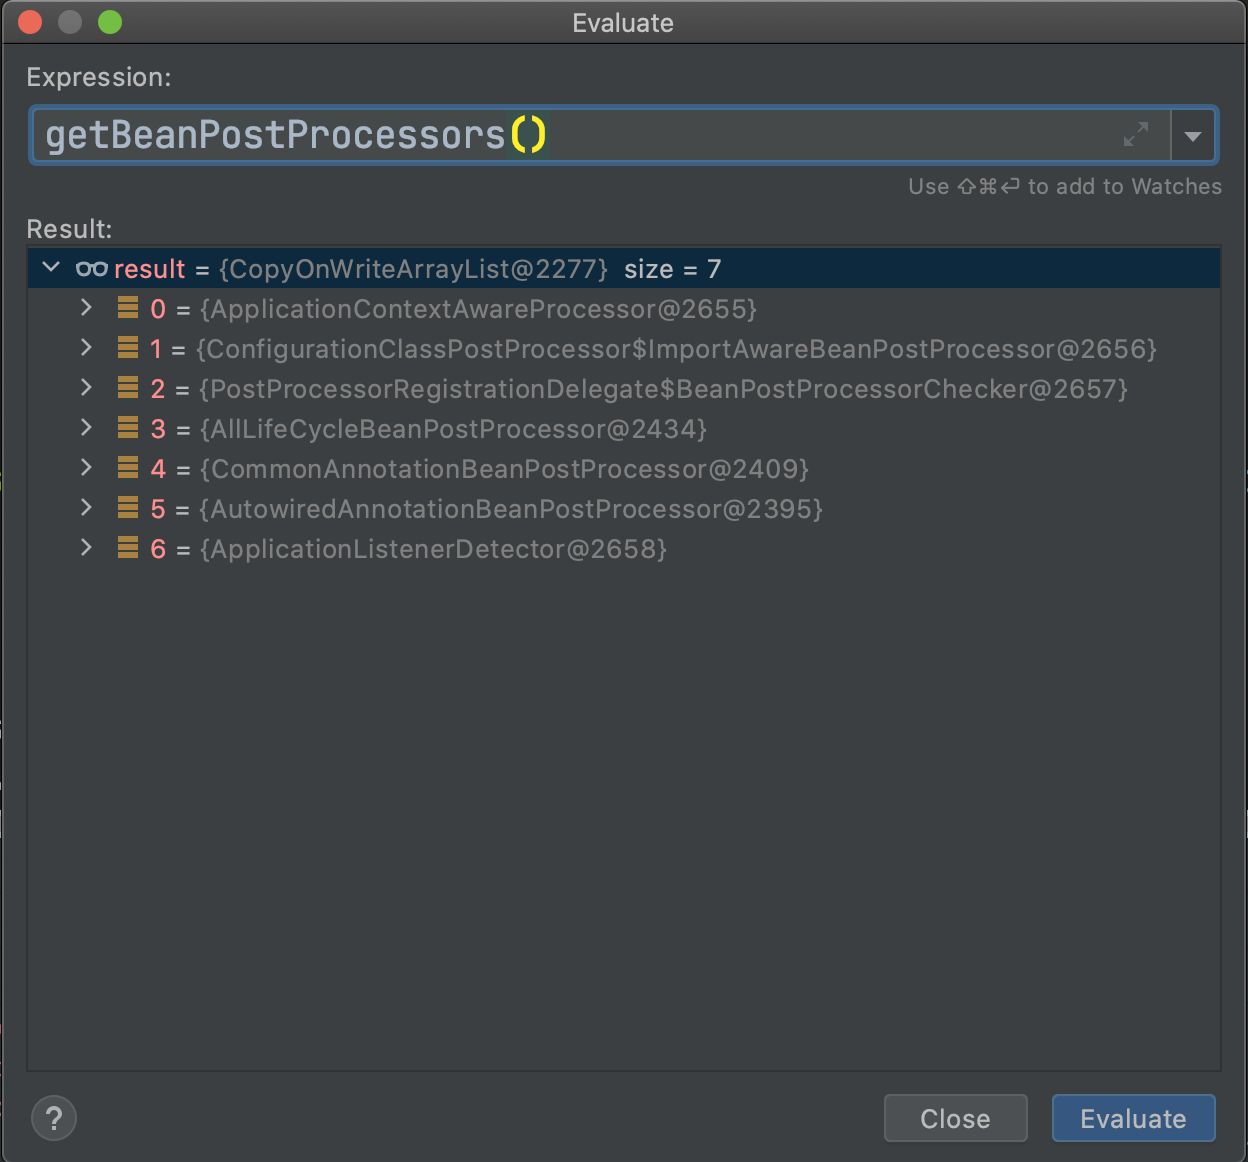 Evaluate
Expression:
getBeanPostProcessors()
Use ⇧⌘⏎ to add to Watches
Result:
result = {CopyOnWriteArrayList@2277} size = 7
0 = {ApplicationContextAwareProcessor@2655}
1 = {ConfigurationClassPostProcessor$ImportAwareBeanPostProcessor@2656}
2 = {PostProcessorRegistrationDelegate$BeanPostProcessorChecker@2657}
3 = {AllLifeCycleBeanPostProcessor@2434}
4 = {CommonAnnotationBeanPostProcessor@2409}
5 = {AutowiredAnnotationBeanPostProcessor@2395}
6 = {ApplicationListenerDetector@2658}
?
Close
Evaluate